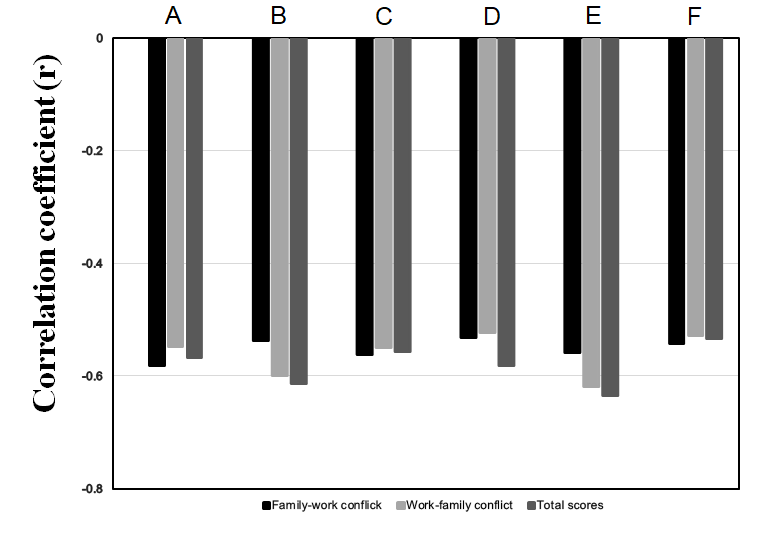 A B C D E F
0
-0.2
-0.4
-0.6
-0.8
Correlation coefficient (r)
Family-work conflick Work-family conflict Total scores